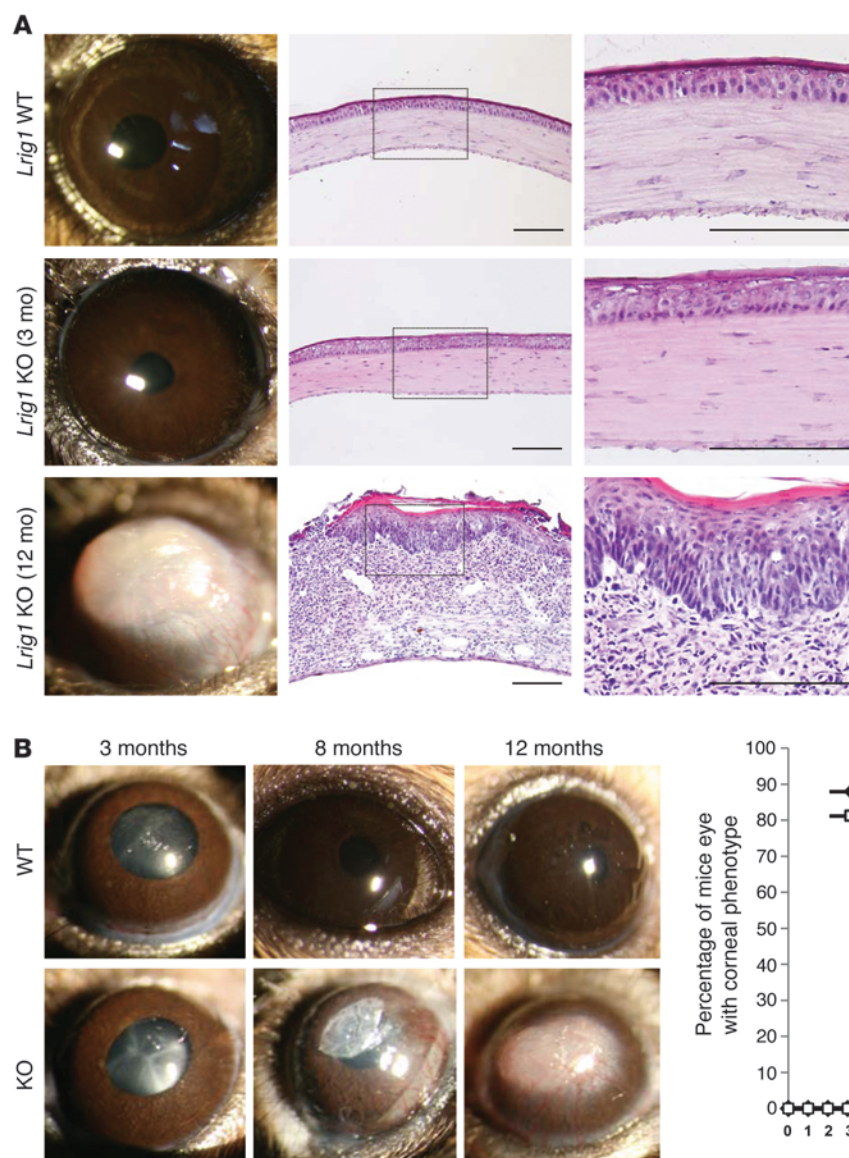 A
Lrig1 WT
Lrig1 KO (3 mo)
Lrig1 KO (12 mo)
B
3 months
8 months
12 months
WT
KO
Percentage of mice eye
with corneal phenotype
100
90
80
70
60
50
40
30
20
10
0
0 1 2 3